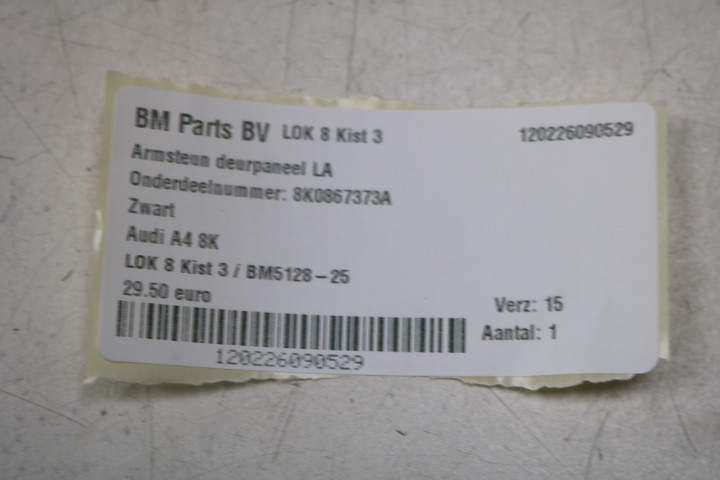 BM Parts BV LOK 8 Kist 3 120226090529
Armsteun deurpaneel LA
Onderdeelnummer: 8K0867373A
Zwart
Audi A4 8K
LOK 8 Kist 3 / BM5128-25
29.50 euro
Verz: 15
Aantal: 1
120226090529